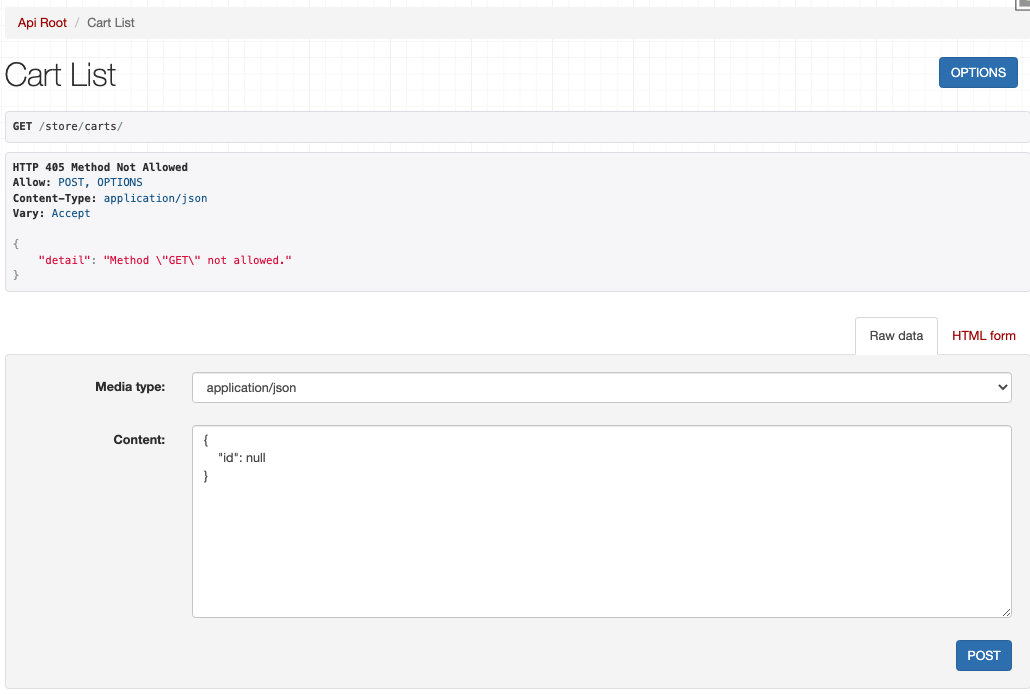 Api Root / Cart List
Cart List
OPTIONS
GET /store/carts/
HTTP 405 Method Not Allowed
Allow: POST, OPTIONS
Content-Type: application/json
Vary: Accept
{
"detail": "Method \"GET\" not allowed."
}
Raw data HTML form
Media type: application/json
Content: {
"id": null
}
POST